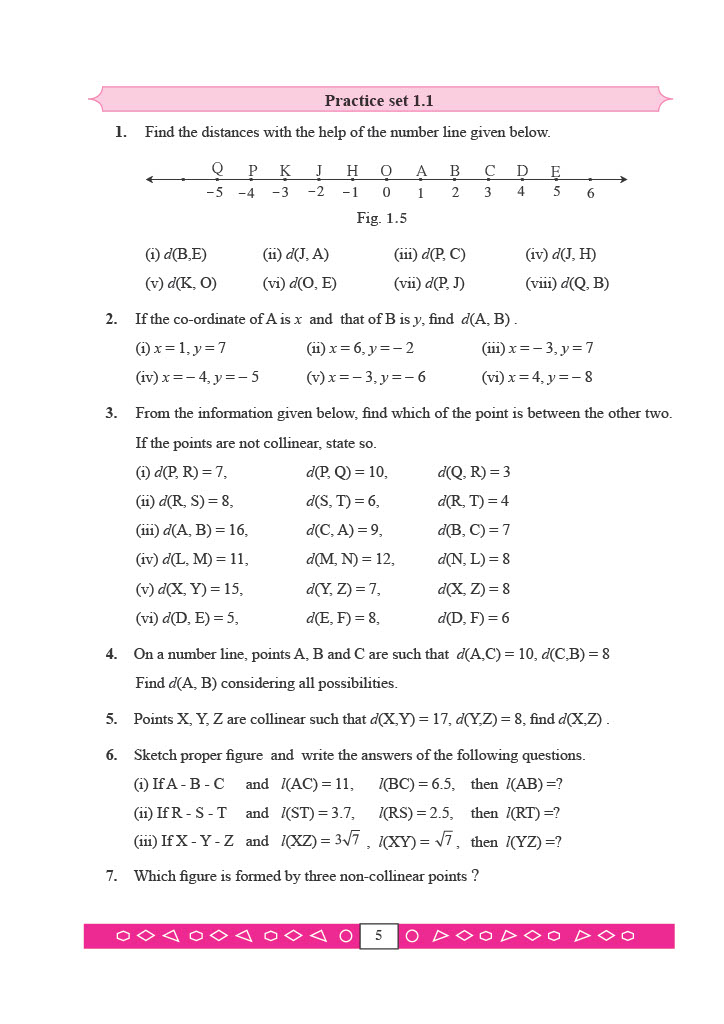 Practice set 1.1
1. Find the distances with the help of the number line given below.
Q P K J H O A B C D E
−5 −4 −3 −2 −1 0 1 2 3 4 5 6
Fig. 1.5
(i) d(B,E) (ii) d(J, A) (iii) d(P, C) (iv) d(J, H)
(v) d(K, O) (vi) d(O, E) (vii) d(P, J) (viii) d(Q, B)
2. If the co-ordinate of A is x and that of B is y, find d(A, B) .
(i) x = 1, y = 7 (ii) x = 6, y = − 2 (iii) x = − 3, y = 7
(iv) x = − 4, y = − 5 (v) x = − 3, y = − 6 (vi) x = 4, y = − 8
3. From the information given below, find which of the point is between the other two.
If the points are not collinear, state so.
(i) d(P, R) = 7, d(P, Q) = 10, d(Q, R) = 3
(ii) d(R, S) = 8, d(S, T) = 6, d(R, T) = 4
(iii) d(A, B) = 16, d(C, A) = 9, d(B, C) = 7
(iv) d(L, M) = 11, d(M, N) = 12, d(N, L) = 8
(v) d(X, Y) = 15, d(Y, Z) = 7, d(X, Z) = 8
(vi) d(D, E) = 5, d(E, F) = 8, d(D, F) = 6
4. On a number line, points A, B and C are such that d(A,C) = 10, d(C,B) = 8
Find d(A, B) considering all possibilities.
5. Points X, Y, Z are collinear such that d(X,Y) = 17, d(Y,Z) = 8, find d(X,Z) .
6. Sketch proper figure and write the answers of the following questions.
(i) If A - B - C and l(AC) = 11, l(BC) = 6.5, then l(AB) =?
(ii) If R - S - T and l(ST) = 3.7, l(RS) = 2.5, then l(RT) =?
(iii) If X - Y - Z and l(XZ) = 3√7 , l(XY) = √7 , then l(YZ) =?
7. Which figure is formed by three non-collinear points ?
5